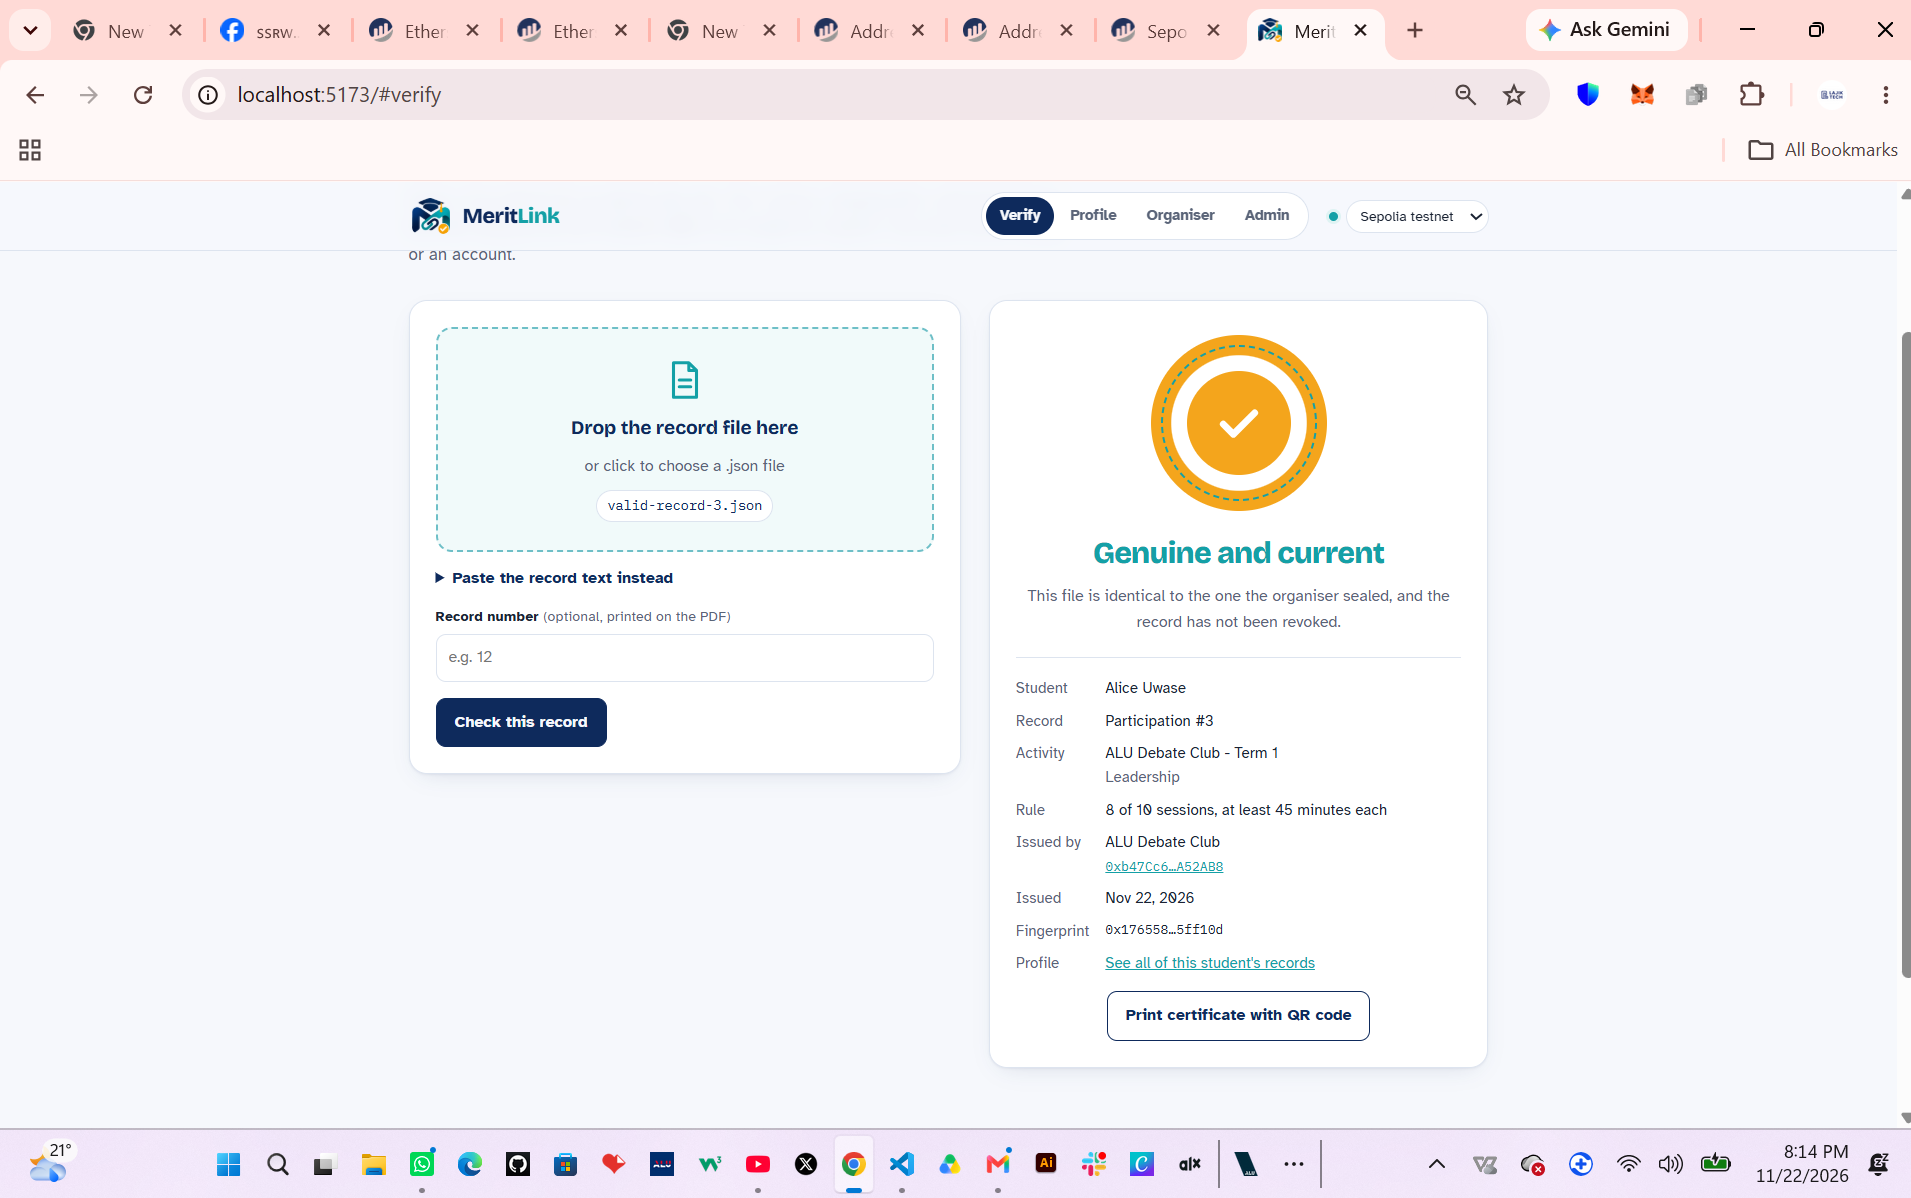 New
ssrw.
Ether
Ether
New
Addr
Addr
Sepo
Merit
Ask Gemini
localhost:5173/#verify
All Bookmarks
MeritLink
Verify
Profile
Organiser
Admin
Sepolia testnet
or an account.
Drop the record file here
or click to choose a .json file
valid-record-3.json
Paste the record text instead
Record number (optional, printed on the PDF)
e.g. 12
Check this record
Genuine and current
This file is identical to the one the organiser sealed, and the
record has not been revoked.
Student Alice Uwase
Record Participation #3
Activity ALU Debate Club - Term 1
Leadership
Rule 8 of 10 sessions, at least 45 minutes each
Issued by ALU Debate Club
0xb47Cc6…A52AB8
Issued Nov 22, 2026
Fingerprint 0x176558…5ff10d
Profile See all of this student's records
Print certificate with QR code
21°
ALU
Ai
alx
8:14 PM
11/22/2026